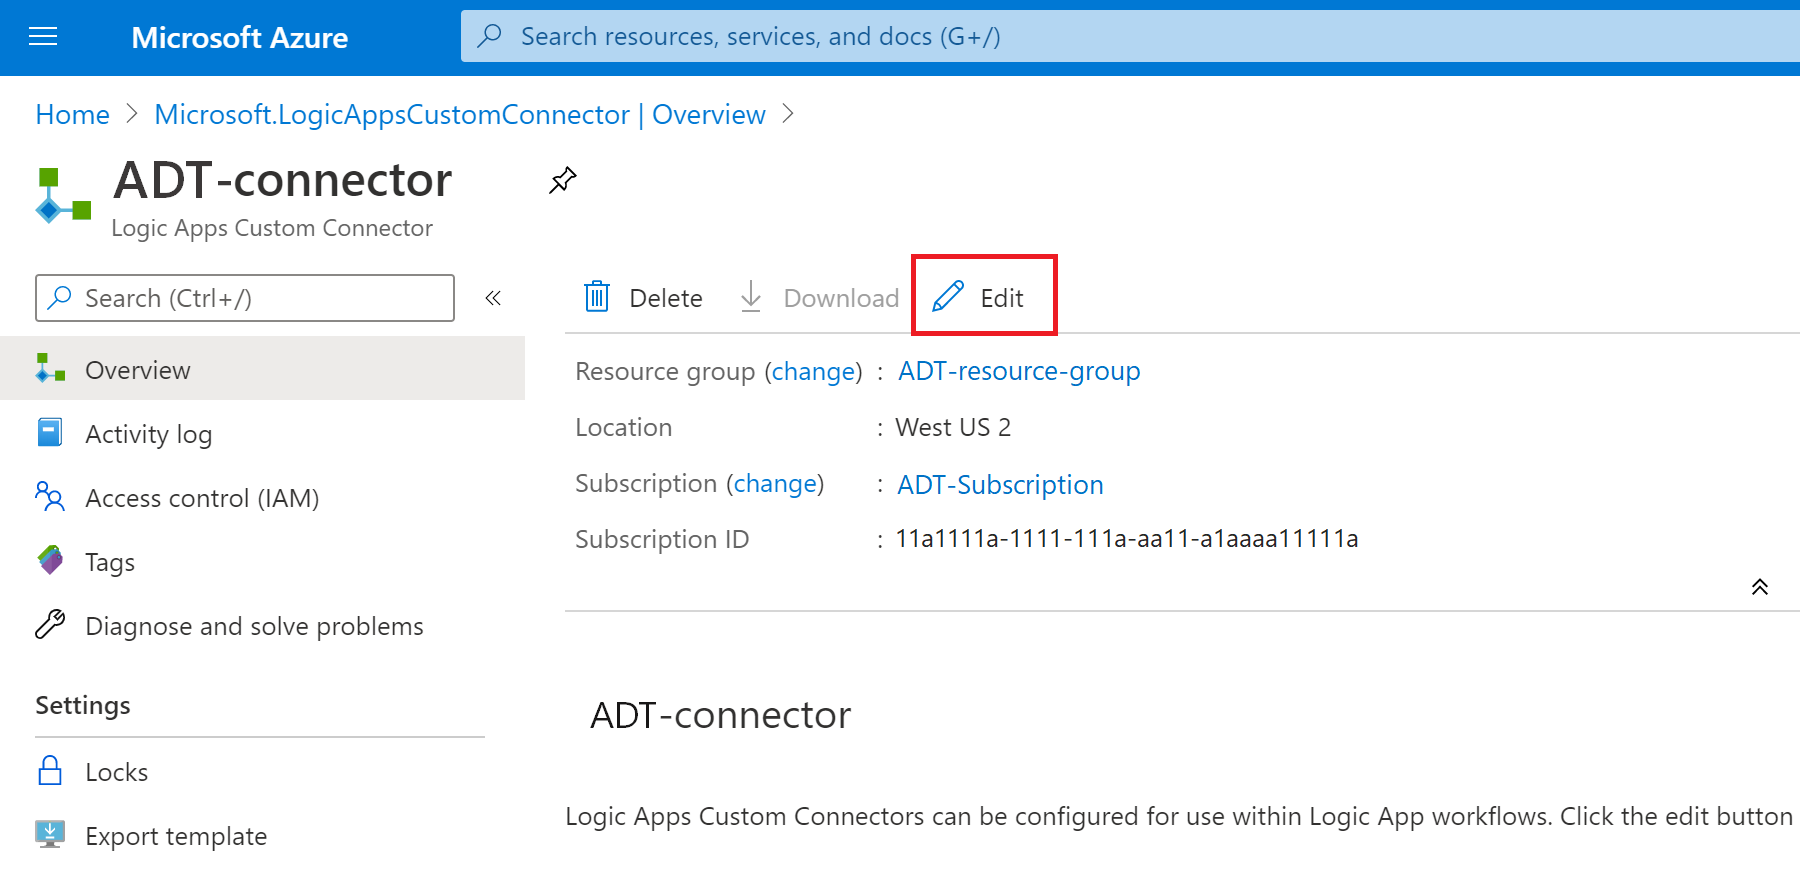 Microsoft Azure
Search resources, services, and docs (G+/)
Home > Microsoft.LogicAppsCustomConnector | Overview >
ADT-connector
Logic Apps Custom Connector
Search (Ctrl+/)
«
Delete
Download
Edit
Overview
Activity log
Access control (IAM)
Tags
Diagnose and solve problems
Settings
Locks
Export template
Resource group (change) : ADT-resource-group
Location : West US 2
Subscription (change) : ADT-Subscription
Subscription ID : 11a1111a-1111-111a-aa11-a1aaaa11111a
ADT-connector
Logic Apps Custom Connectors can be configured for use within Logic App workflows. Click the edit button